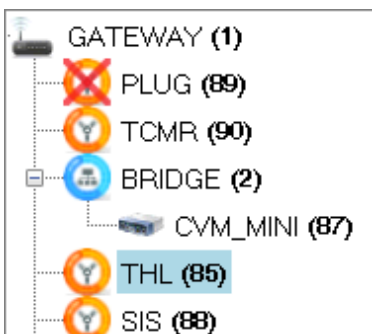 GATEWAY (1)
PLUG (89)
TCMR (90)
BRIDGE (2)
CVM_MINI (87)
THL (85)
SIS (88)